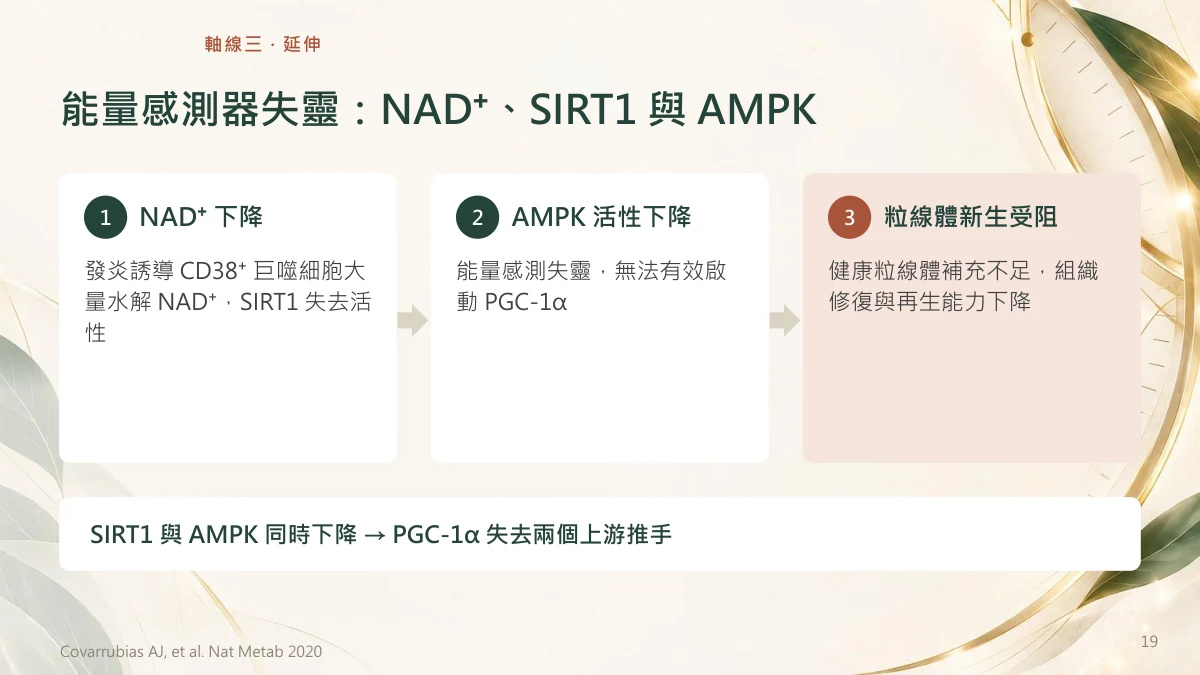 軸線三·延伸
能量感測器失靈：NAD⁺、SIRT1 與 AMPK
1 NAD⁺ 下降
發炎誘導 CD38⁺ 巨噬細胞大
量水解 NAD⁺，SIRT1 失去活
性
2 AMPK 活性下降
能量感測失靈，無法有效啟
動 PGC-1α
3 粒線體新生受阻
健康粒線體補充不足，組織
修復與再生能力下降
SIRT1 與 AMPK 同時下降 → PGC-1α 失去兩個上游推手
Covarrubias AJ, et al. Nat Metab 2020
19